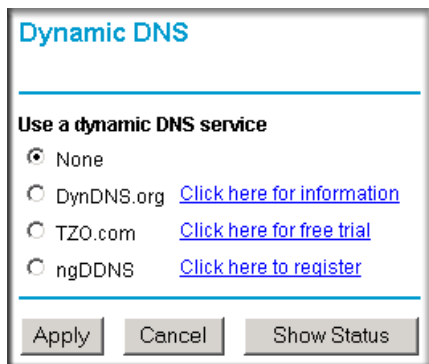 Dynamic DNS
Use a dynamic DNS service
None
DynDNS.org Click here for information
TZO.com Click here for free trial
ngDDNS Click here to register
Apply Cancel Show Status